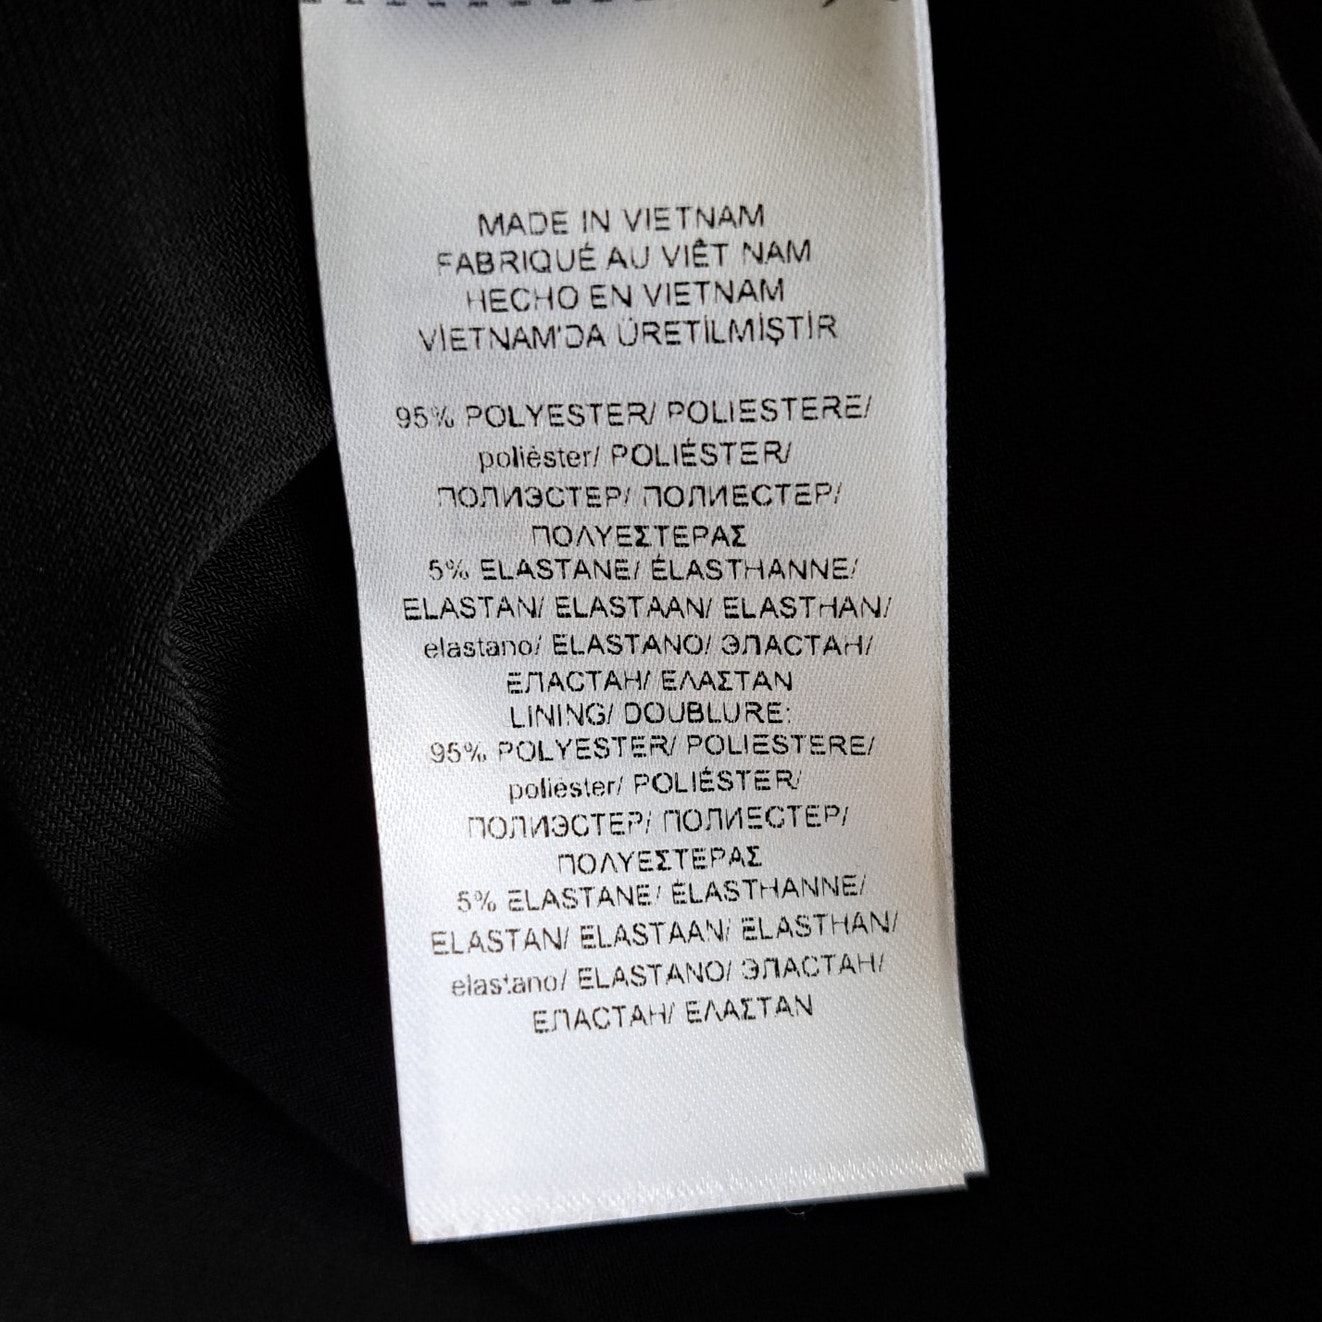 MADE IN VIETNAM
FABRIQUÉ AU VIÊT NAM
HECHO EN VIETNAM
VİETNAM'DA ÜRETİLMİŞTİR
95% POLYESTER/ POLIESTERE/
poliéster/ POLIÉSTER/
ПОЛИЭСТЕР/ ПОЛИЕСТЕР/
ΠΟΛΥΕΣΤΕΡΑΣ
5% ELASTANE/ ÉLASTHANNE/
ELASTAN/ ELASTAAN/ ELASTHAN/
elastano/ ELASTANO/ ЭЛАСТАН/
ЕЛАСТАН/ ΕΛΑΣΤΑΝ
LINING/ DOUBLURE:
95% POLYESTER/ POLIESTERE/
poliéster/ POLIÉSTER/
ПОЛИЭСТЕР/ ПОЛИЕСТЕР/
ΠΟΛΥΕΣΤΕΡΑΣ
5% ELASTANE/ ÉLASTHANNE/
ELASTAN/ ELASTAAN/ ELASTHAN/
elastano/ ELASTANO/ ЭЛАСТАН/
ЕЛАСТАН/ ΕΛΑΣΤΑΝ